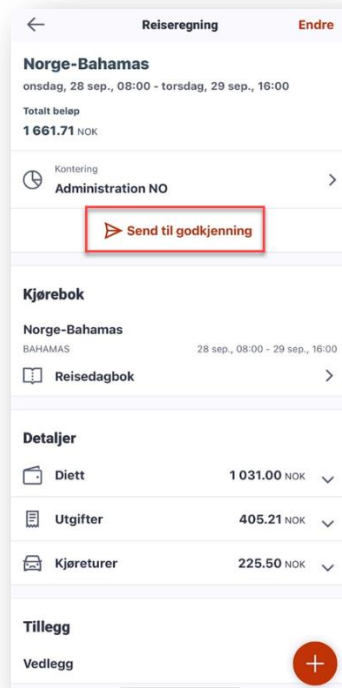 Reiseregning Endre
Norge-Bahamas
onsdag, 28 sep., 08:00 - torsdag, 29 sep., 16:00
Totalt beløp
1 661.71 NOK
Kontering
Administration NO
Send til godkjenning
Kjørebok
Norge-Bahamas
BAHAMAS 28 sep., 08:00 - 29 sep., 16:00
Reisedagbok
Detaljer
Diett 1 031.00 NOK
Utgifter 405.21 NOK
Kjøreturer 225.50 NOK
Tillegg
Vedlegg